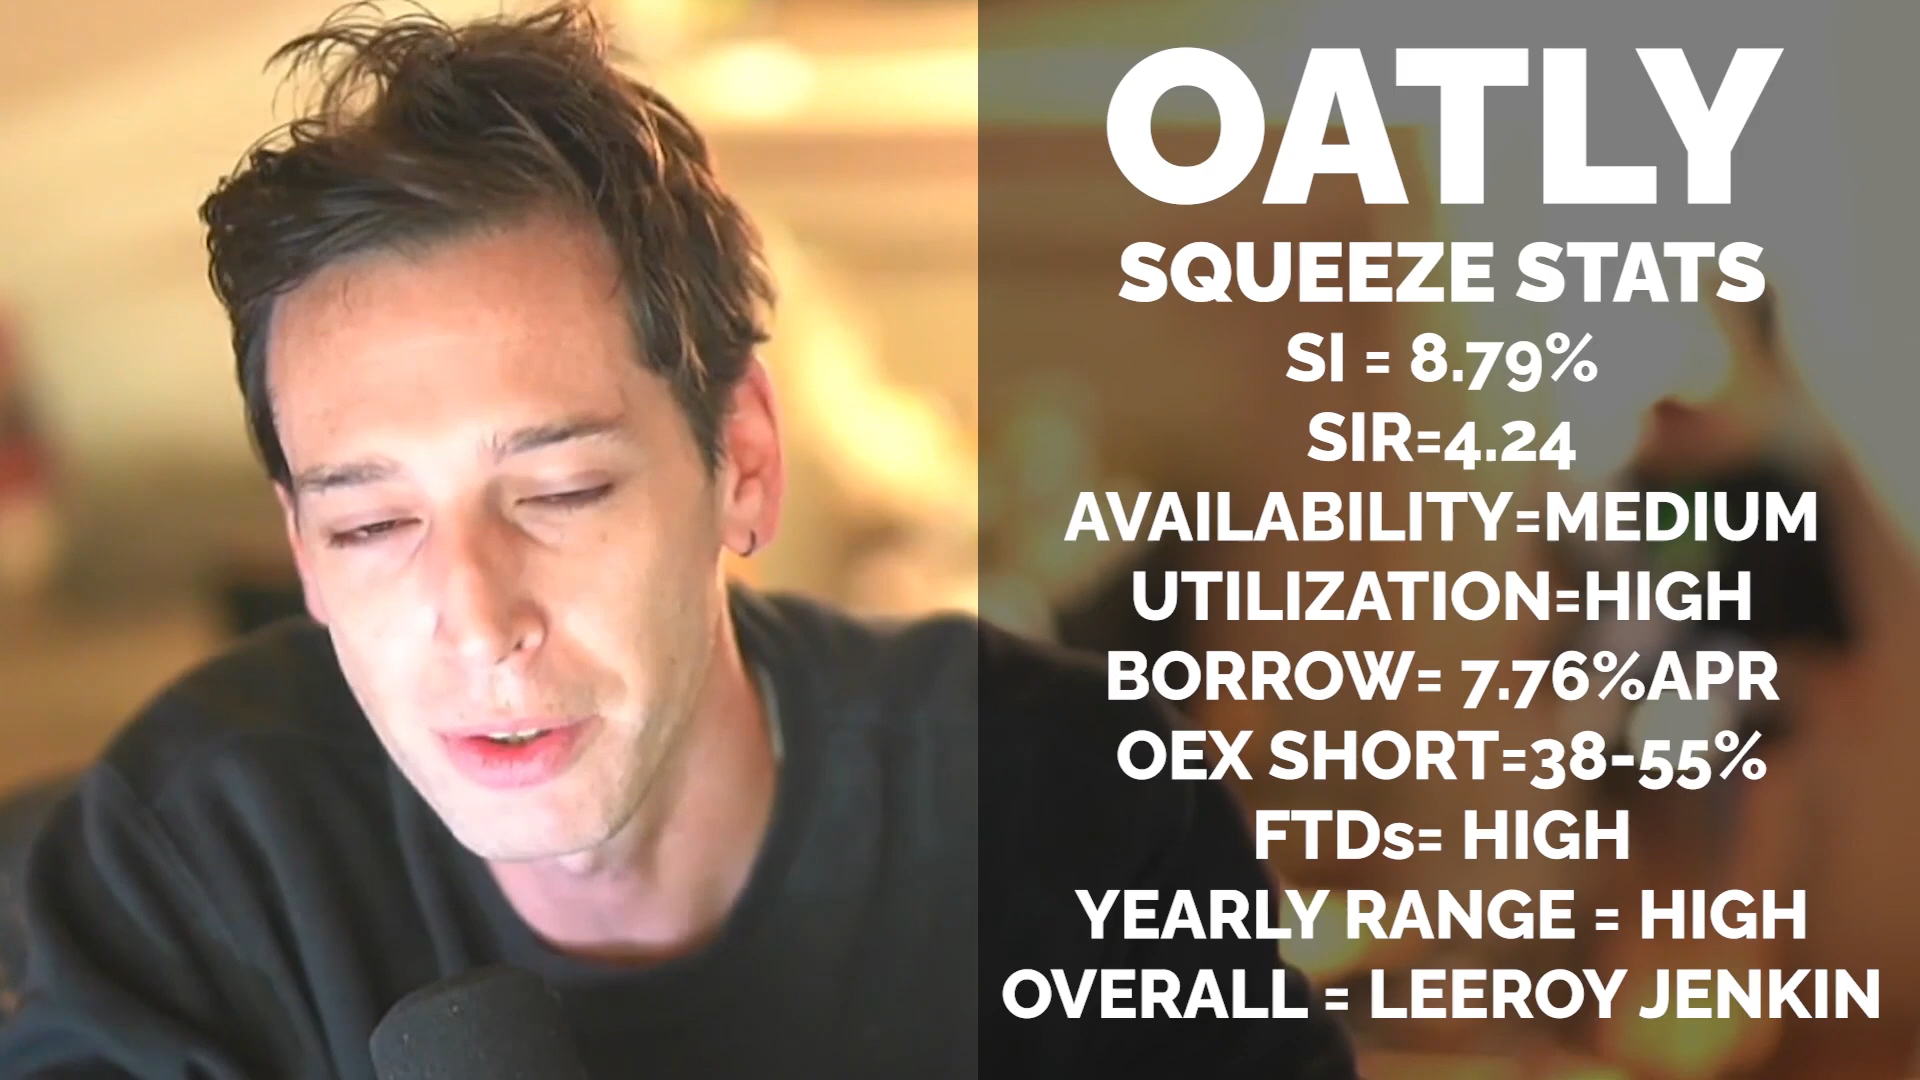 OATLY
SQUEEZE STATS
SI = 8.79%
SIR=4.24
AVAILABILITY=MEDIUM
UTILIZATION=HIGH
BORROW= 7.76%APR
OEX SHORT=38-55%
FTDs= HIGH
YEARLY RANGE = HIGH
OVERALL = LEEROY JENKIN